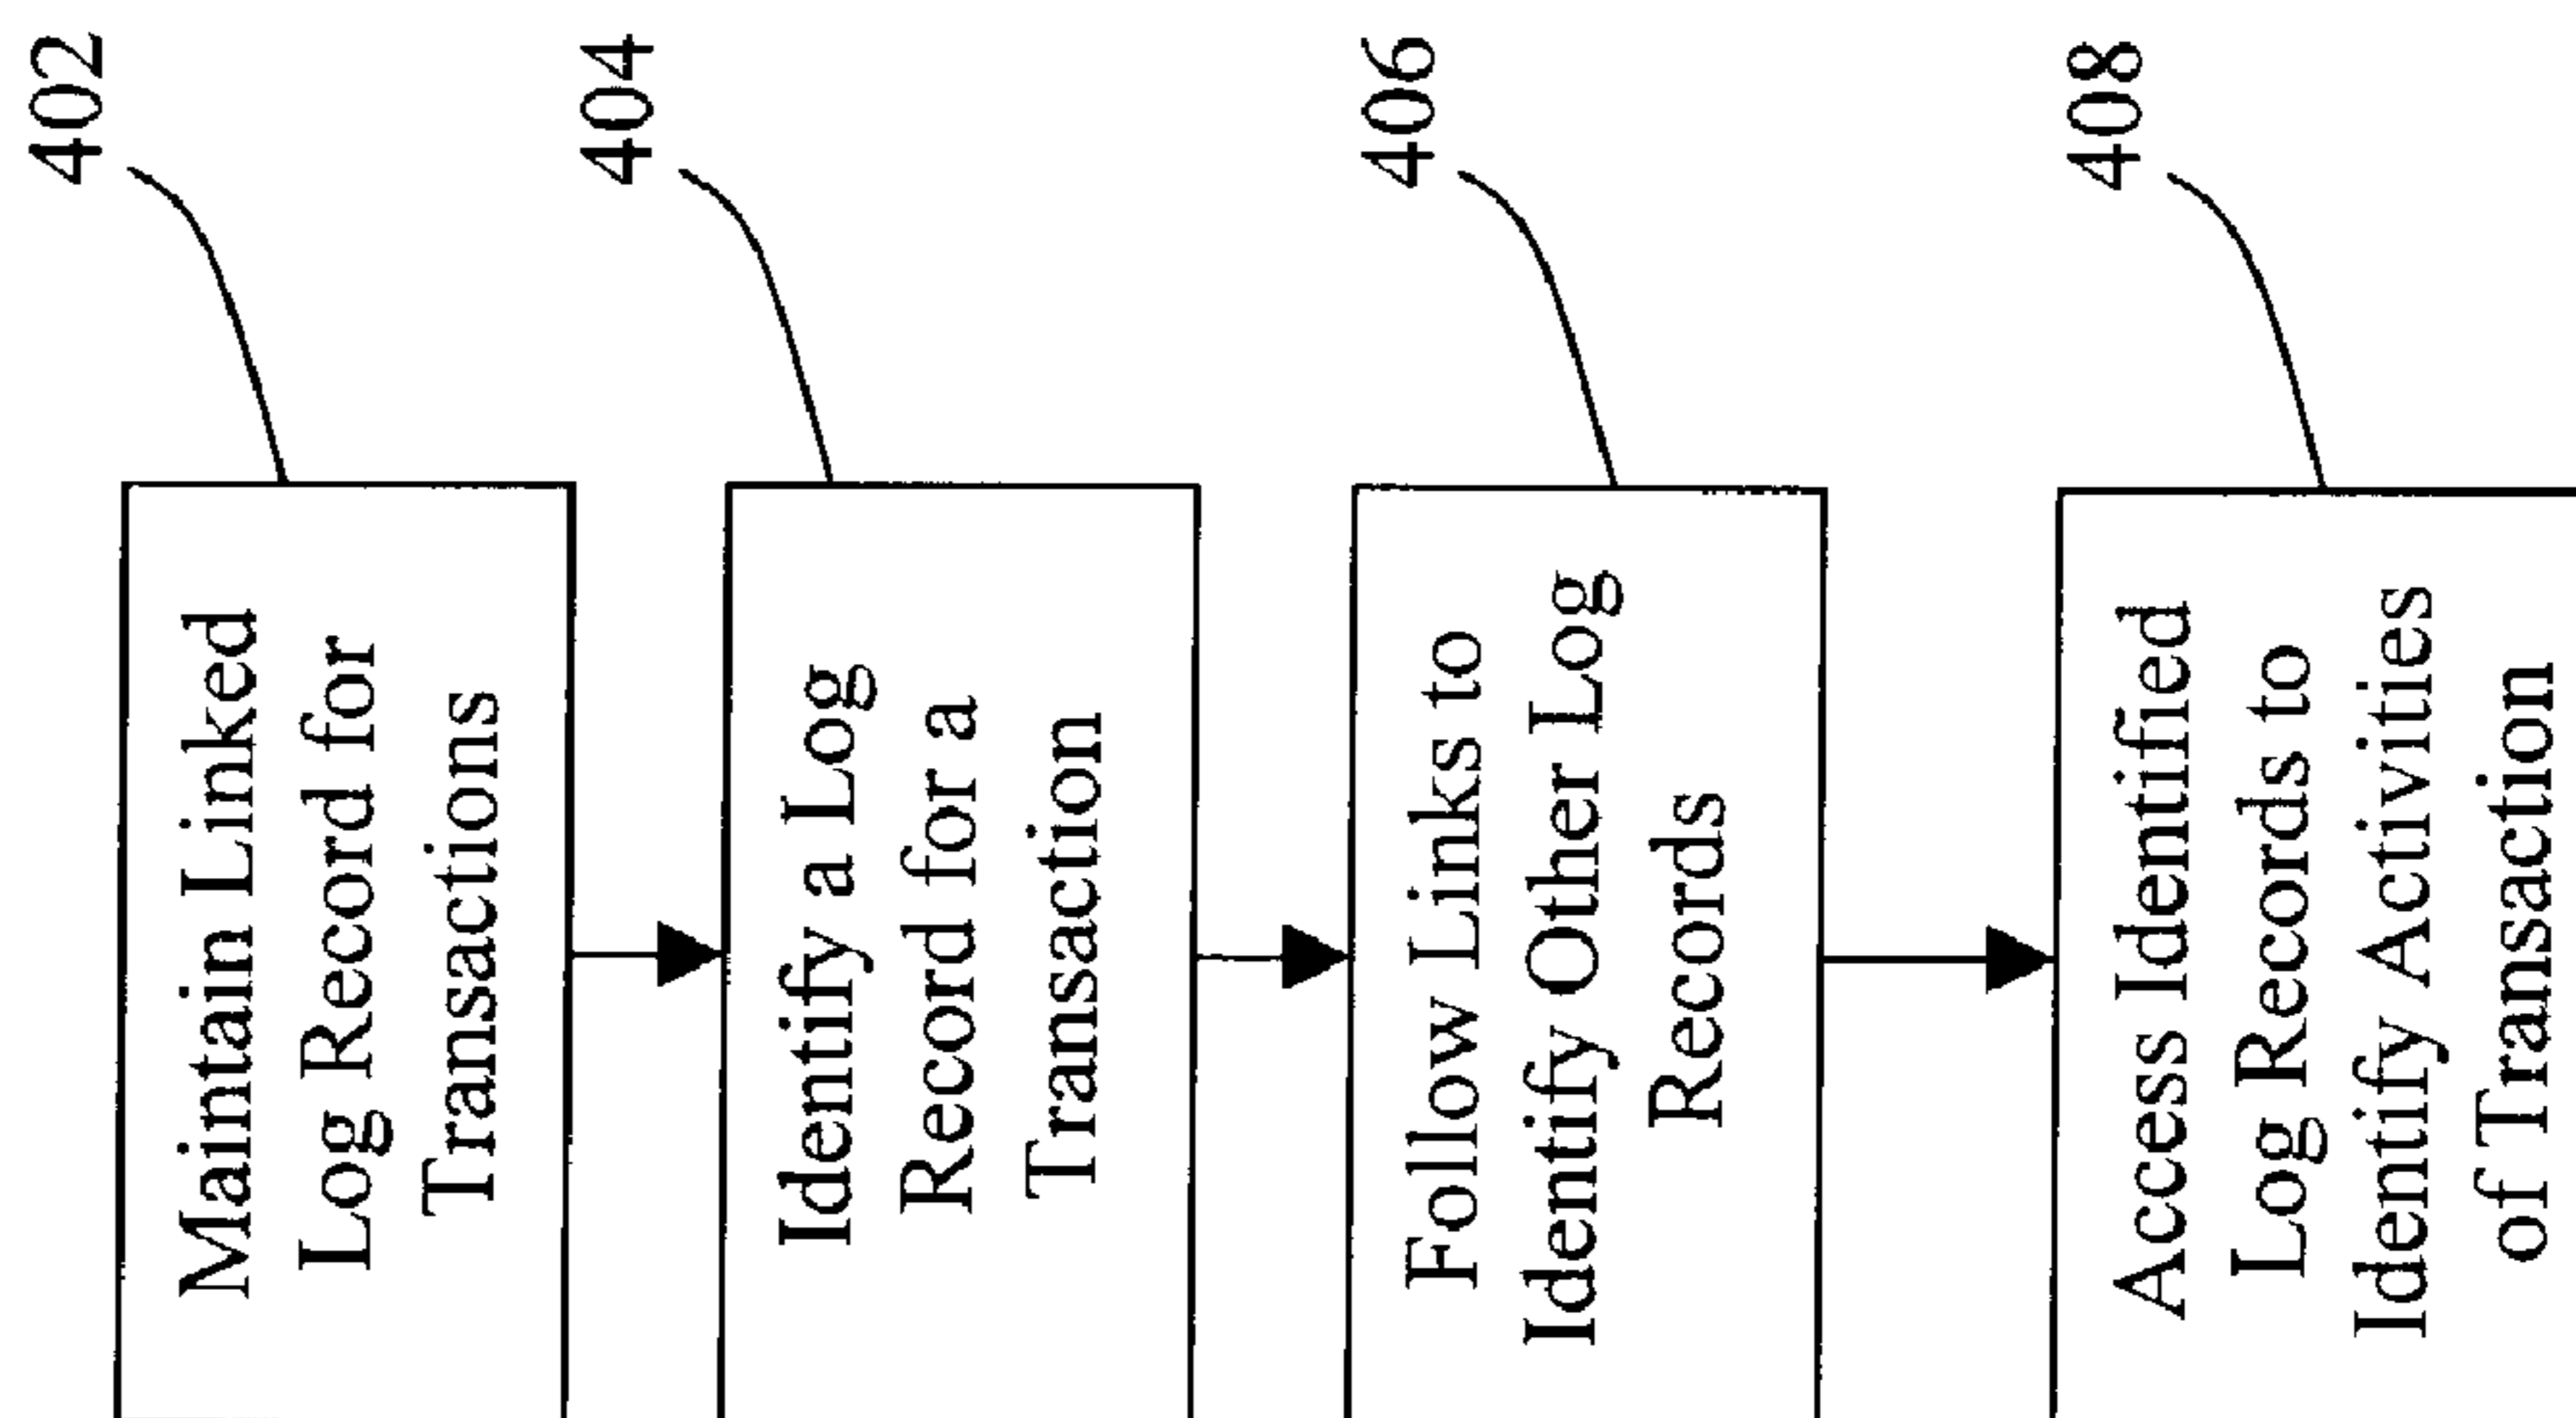 402
Maintain Linked
Log Record for
Transactions
404
Identify a Log
Record for a
Transaction
406
Follow Links to
Identify Other Log
Records
408
Access Identified
Log Records to
Identify Activities
of Transaction